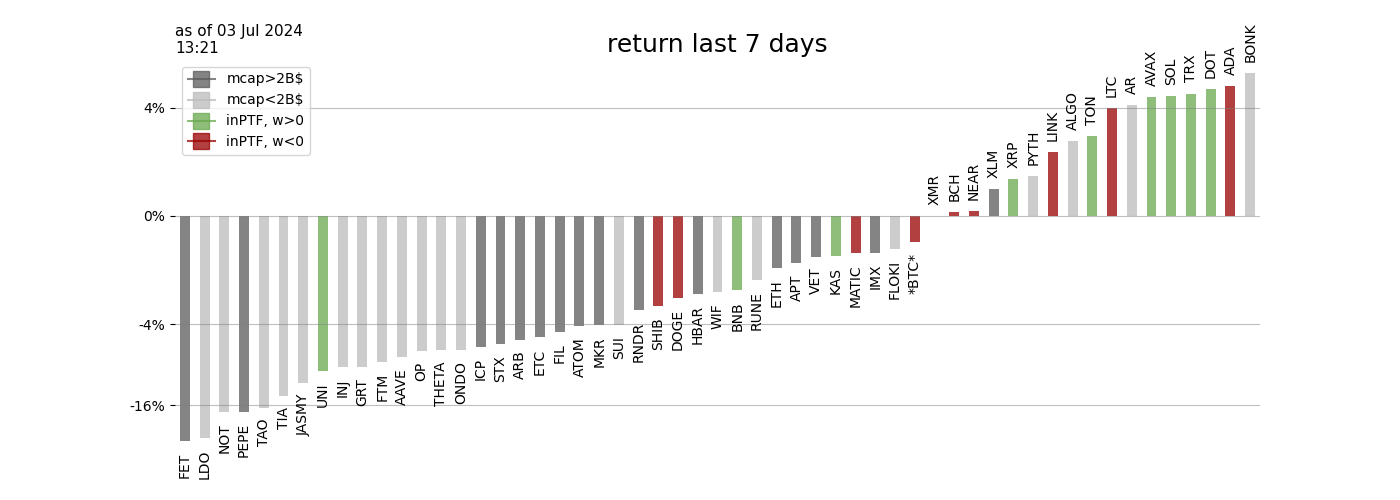 as of 03 Jul 2024
13:21
return last 7 days
mcap>2B$
mcap<2B$
inPTF, w>0
inPTF, w<0
4%
0%
-4%
-16%
FET
LDO
NOT
PEPE
TAO
TIA
JASMY
UNI
INJ
GRT
FTM
AAVE
OP
THETA
ONDO
ICP
STX
ARB
ETC
FIL
ATOM
MKR
SUI
RNDR
SHIB
DOGE
HBAR
WIF
BNB
RUNE
ETH
APT
VET
KAS
MATIC
IMX
FLOKI
*BTC*
XMR
BCH
NEAR
XLM
XRP
PYTH
LINK
ALGO
TON
LTC
AR
AVAX
SOL
TRX
DOT
ADA
BONK